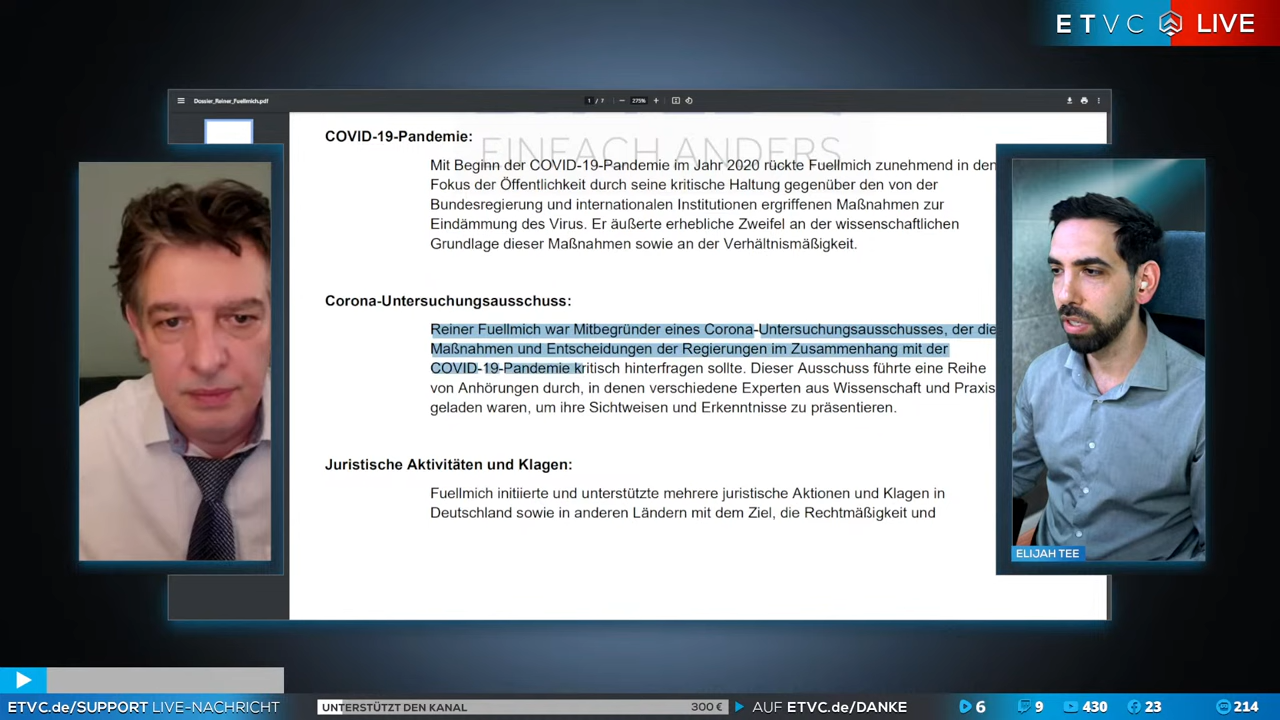 ETVC LIVE
Dossier_Reiner_Fuellmich.pdf
1 / 7
275%
EINFACH ANDERS
COVID-19-Pandemie:
Mit Beginn der COVID-19-Pandemie im Jahr 2020 rückte Fuellmich zunehmend in den
Fokus der Öffentlichkeit durch seine kritische Haltung gegenüber den von der
Bundesregierung und internationalen Institutionen ergriffenen Maßnahmen zur
Eindämmung des Virus. Er äußerte erhebliche Zweifel an der wissenschaftlichen
Grundlage dieser Maßnahmen sowie an der Verhältnismäßigkeit.
Corona-Untersuchungsausschuss:
Reiner Fuellmich war Mitbegründer eines Corona-Untersuchungsausschusses, der die
Maßnahmen und Entscheidungen der Regierungen im Zusammenhang mit der
COVID-19-Pandemie kritisch hinterfragen sollte. Dieser Ausschuss führte eine Reihe
von Anhörungen durch, in denen verschiedene Experten aus Wissenschaft und Praxis
geladen waren, um ihre Sichtweisen und Erkenntnisse zu präsentieren.
Juristische Aktivitäten und Klagen:
Fuellmich initiierte und unterstützte mehrere juristische Aktionen und Klagen in
Deutschland sowie in anderen Ländern mit dem Ziel, die Rechtmäßigkeit und
ELIJAH TEE
ETVC.de/SUPPORT LIVE-NACHRICHT
UNTERSTÜTZT DEN KANAL 300 €
AUF ETVC.de/DANKE
6 9 430 23 214